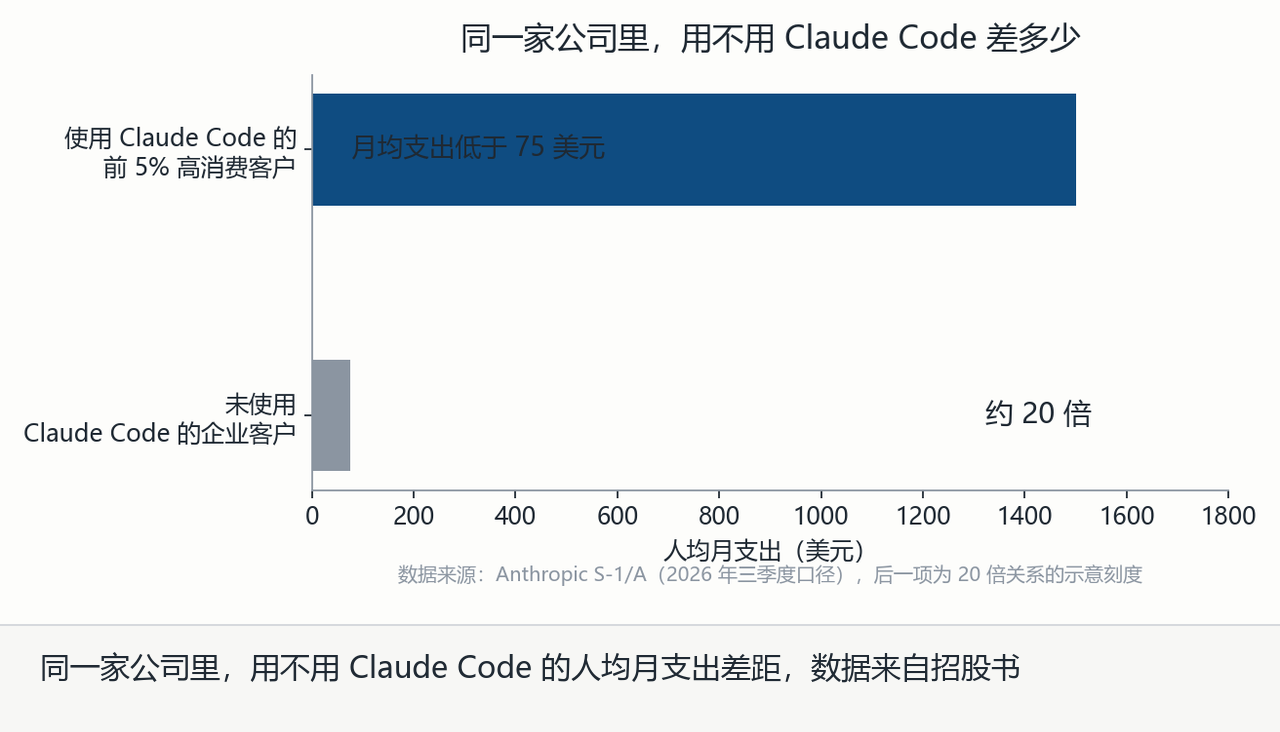 同一家公司里，用不用 Claude Code 差多少
使用 Claude Code 的
前 5% 高消费客户
月均支出低于 75 美元
未使用
Claude Code 的企业客户
约 20 倍
0 200 400 600 800 1000 1200 1400 1600 1800
人均月支出（美元）
数据来源：Anthropic S-1/A（2026 年三季度口径），后一项为 20 倍关系的示意刻度
同一家公司里，用不用 Claude Code 的人均月支出差距，数据来自招股书